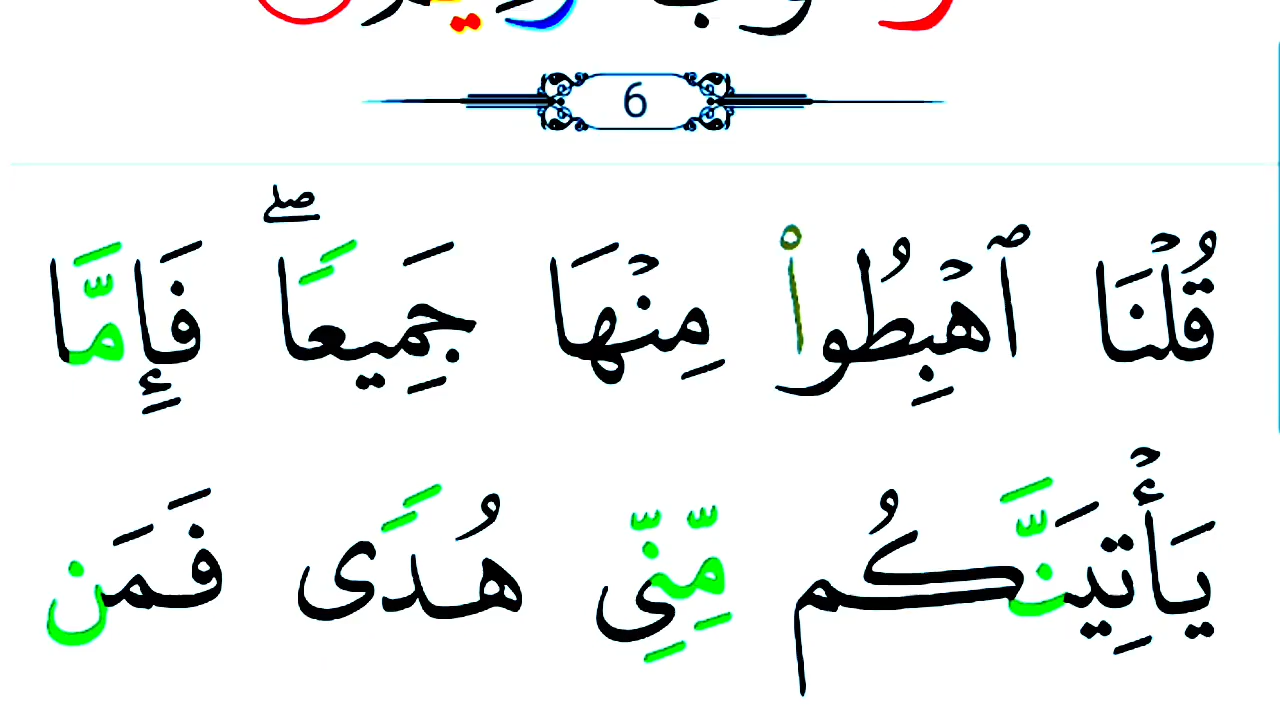 6
قُلْنَا ٱهْبِطُوا۟ مِنْهَا جَمِيعًاۖ فَإِمَّا
يَأْتِيَنَّكُم مِّنِّى هُدًى فَمَن